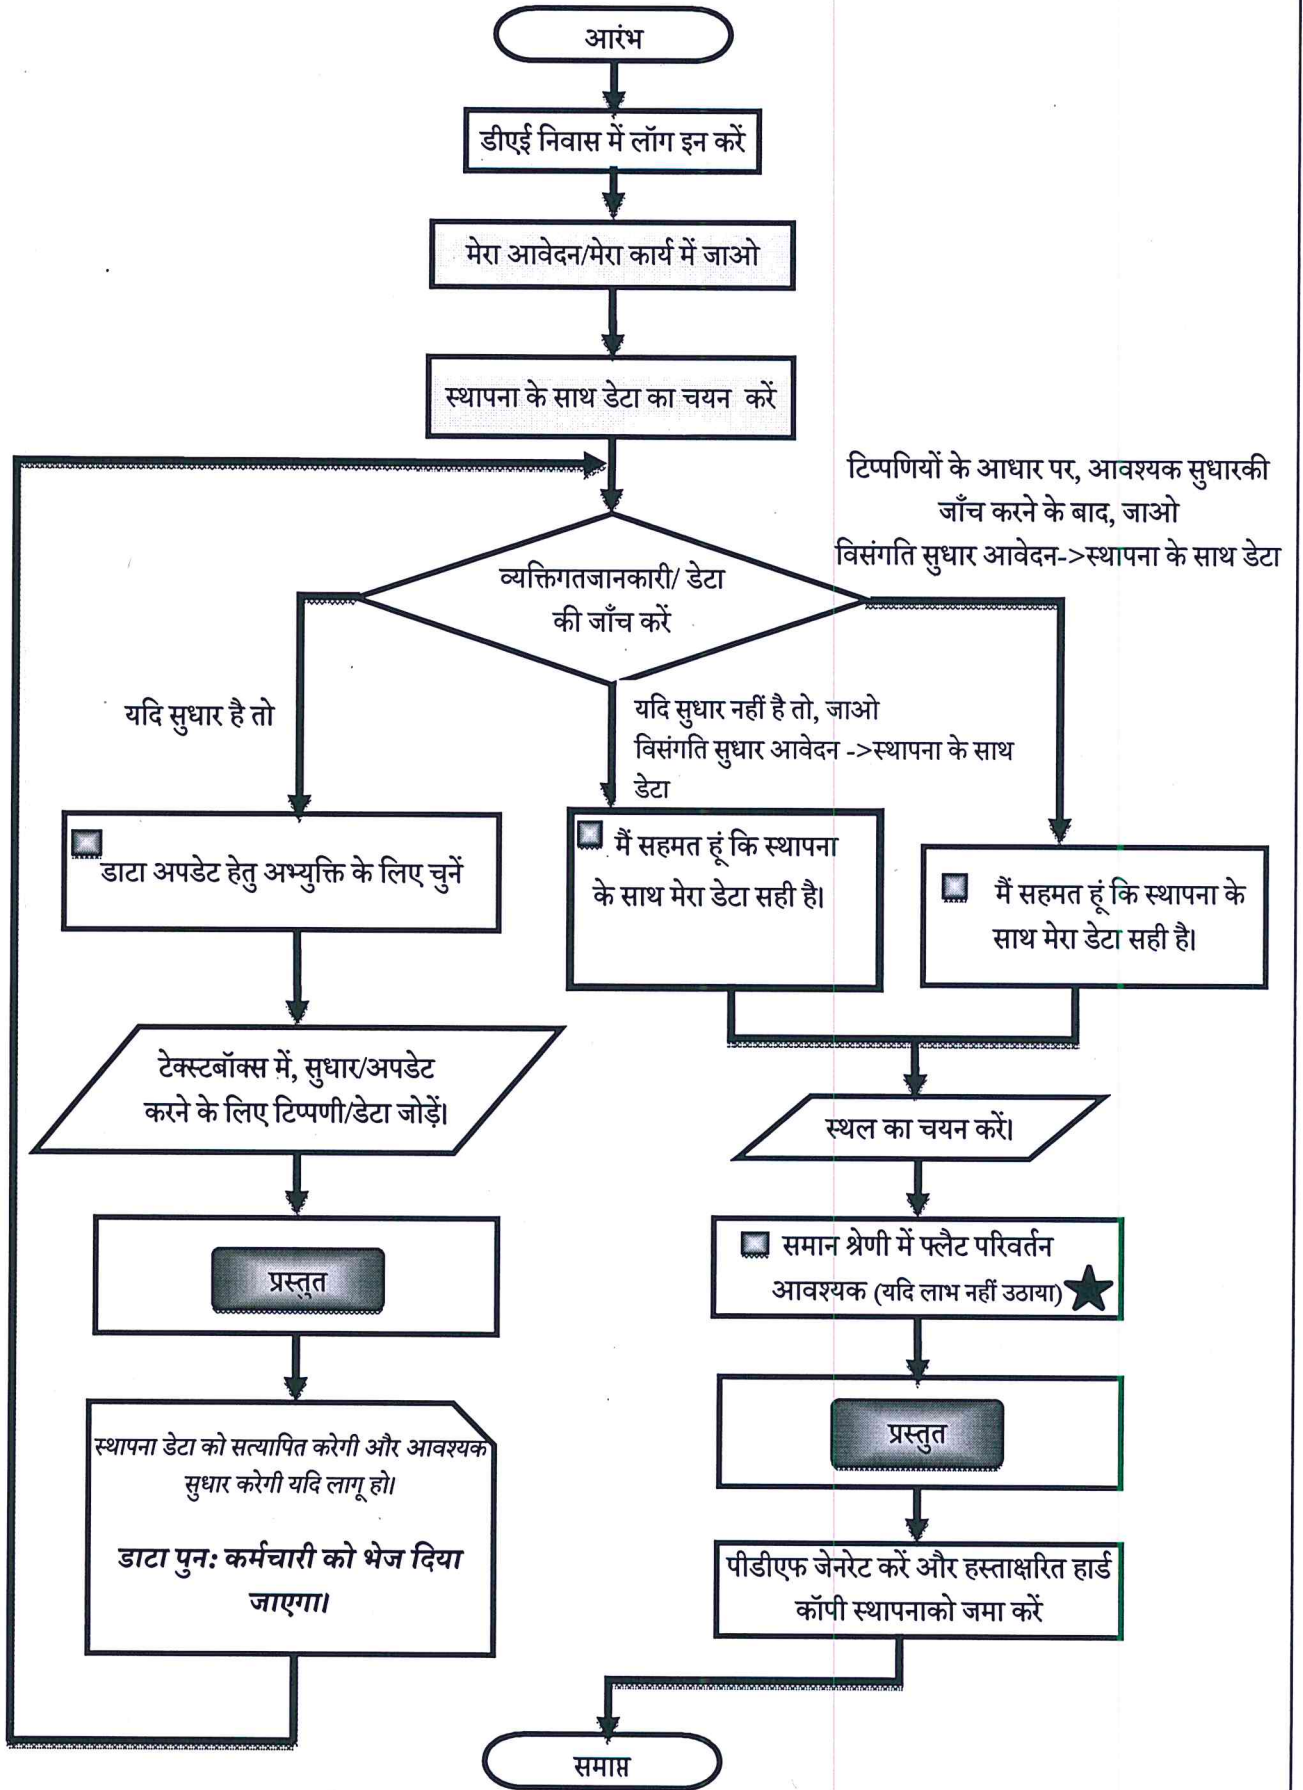 आरंभ
डीएई निवास में लॉग इन करें
मेरा आवेदन/मेरा कार्य में जाओ
स्थापना के साथ डेटा का चयन करें
टिप्पणियों के आधार पर, आवश्यक सुधारकी
जाँच करने के बाद, जाओ
विसंगति सुधार आवेदन->स्थापना के साथ डेटा
व्यक्तिगतजानकारी/ डेटा
की जाँच करें
यदि सुधार है तो
यदि सुधार नहीं है तो, जाओ
विसंगति सुधार आवेदन ->स्थापना के साथ
डेटा
डाटा अपडेट हेतु अभ्युक्ति के लिए चुनें
मैं सहमत हूं कि स्थापना
के साथ मेरा डेटा सही है।
मैं सहमत हूं कि स्थापना के
साथ मेरा डेटा सही है।
टेक्स्टबॉक्स में, सुधार/अपडेट
करने के लिए टिप्पणी/डेटा जोड़ें।
स्थल का चयन करें।
प्रस्तुत
समान श्रेणी में फ्लैट परिवर्तन
आवश्यक (यदि लाभ नहीं उठाया)
प्रस्तुत
स्थापना डेटा को सत्यापित करेगी और आवश्यक
सुधार करेगी यदि लागू हो।
डाटा पुन: कर्मचारी को भेज दिया
जाएगा।
पीडीएफ जेनरेट करें और हस्ताक्षरित हार्ड
कॉपी स्थापनाको जमा करें
समाप्त